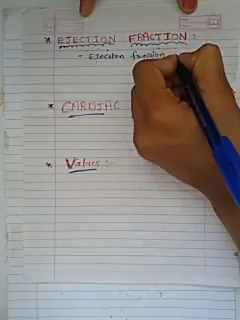 * EJECTION FRACTION :
- Ejection fraction
* CARDIAC
* Values :-